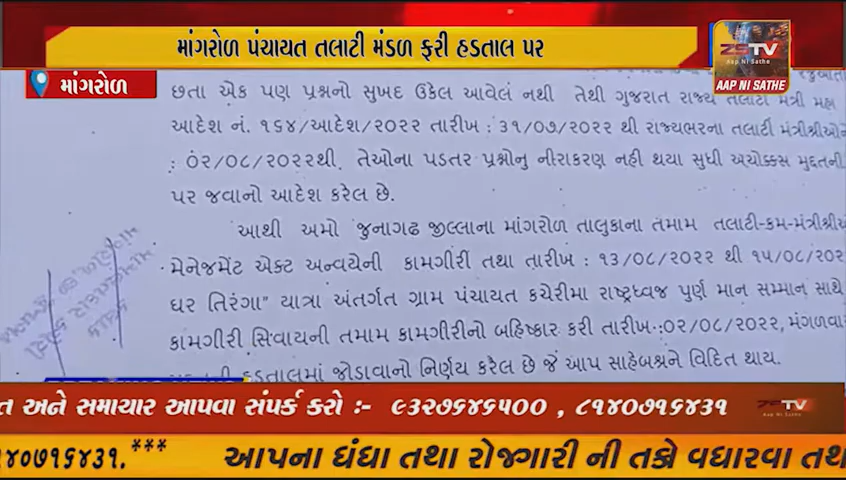 માંગરોળ પંચાયત તલાટી મંડળ ફરી હડતાલ પર
ZSTV
Aap Ni Sathe
AAP NI SATHE
માંગરોળ
છતા એક પણ પ્રશ્નનો સુખદ ઉકેલ આવેલ નથી તેથી ગુજરાત રાજ્ય તલાટી મંત્રી મહા
આદેશ નં. ૧૬૪/આદેશ/૨૦૨૨ તારીખ : ૩૧/૦૭/૨૦૨૨ થી રાજ્યભરના તલાટી મંત્રીશ્રીઓને
: ૦૨/૦૮/૨૦૨૨થી. તેઓના પડતર પ્રશ્નોનુ નીરાકરણ નહી થયા સુધી અચોક્કસ મુદ્દતની
પર જવાનો આદેશ કરેલ છે.
આથી અમો જુનાગઢ જીલ્લાના માંગરોળ તાલુકાના તમામ તલાટી-કમ-મંત્રીશ્રીઓ
મેનેજમેંટ એક્ટ અન્વયેની કામગીરી તથા તારીખ : ૧૩/૦૮/૨૦૨૨ થી ૧૫/૦૮/૨૦૨
ઘર તિરંગા" યાત્રા અંતર્ગત ગ્રામ પંચાયત કચેરીમા રાષ્ટ્રધ્વજ પુર્ણ માન સમ્માન સાથે
કામગીરી સિવાયની તમામ કામગીરીનો બહિષ્કાર કરી તારીખ :૦૨/૦૮/૨૦૨૨, મંગળવાર
હડતાલમાં જોડાવાનો નિર્ણય કરેલ છે જે આપ સાહેબશ્રને વિદિત થાય.
ત અને સમાચાર આપવા સંપર્ક કરો :- ૯૩૨૭૬૪૬૫૦૦ , ૮૧૪૦૭૧૬૪૩૧
ZSTV
Aap Ni Sathe
૪૦૭૧૬૪૩૧.*** આપના ધંધા તથા રોજગારી ની તકો વધારવા તથ